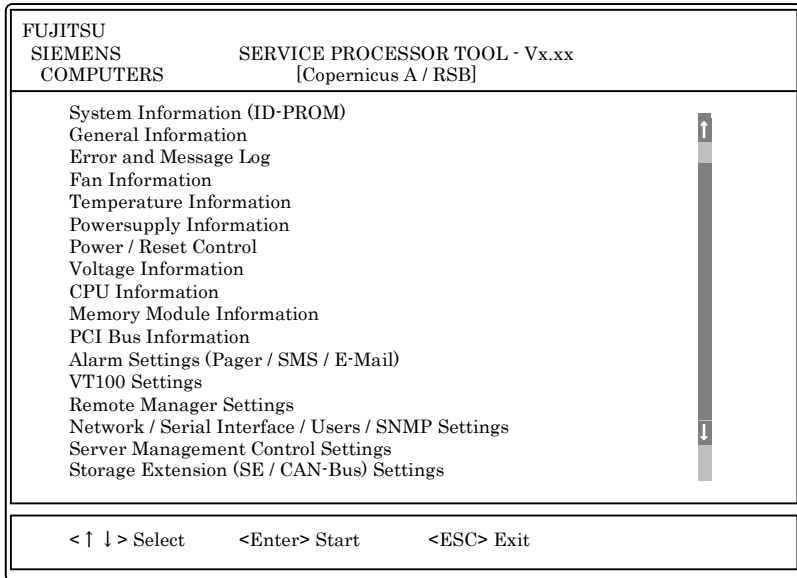 FUJITSU
SIEMENS SERVICE PROCESSOR TOOL - Vx.xx
COMPUTERS [Copernicus A / RSB]
System Information (ID-PROM)
General Information
Error and Message Log
Fan Information
Temperature Information
Powersupply Information
Power / Reset Control
Voltage Information
CPU Information
Memory Module Information
PCI Bus Information
Alarm Settings (Pager / SMS / E-Mail)
VT100 Settings
Remote Manager Settings
Network / Serial Interface / Users / SNMP Settings
Server Management Control Settings
Storage Extension (SE / CAN-Bus) Settings
<↑ ↓> Select <Enter> Start <ESC> Exit